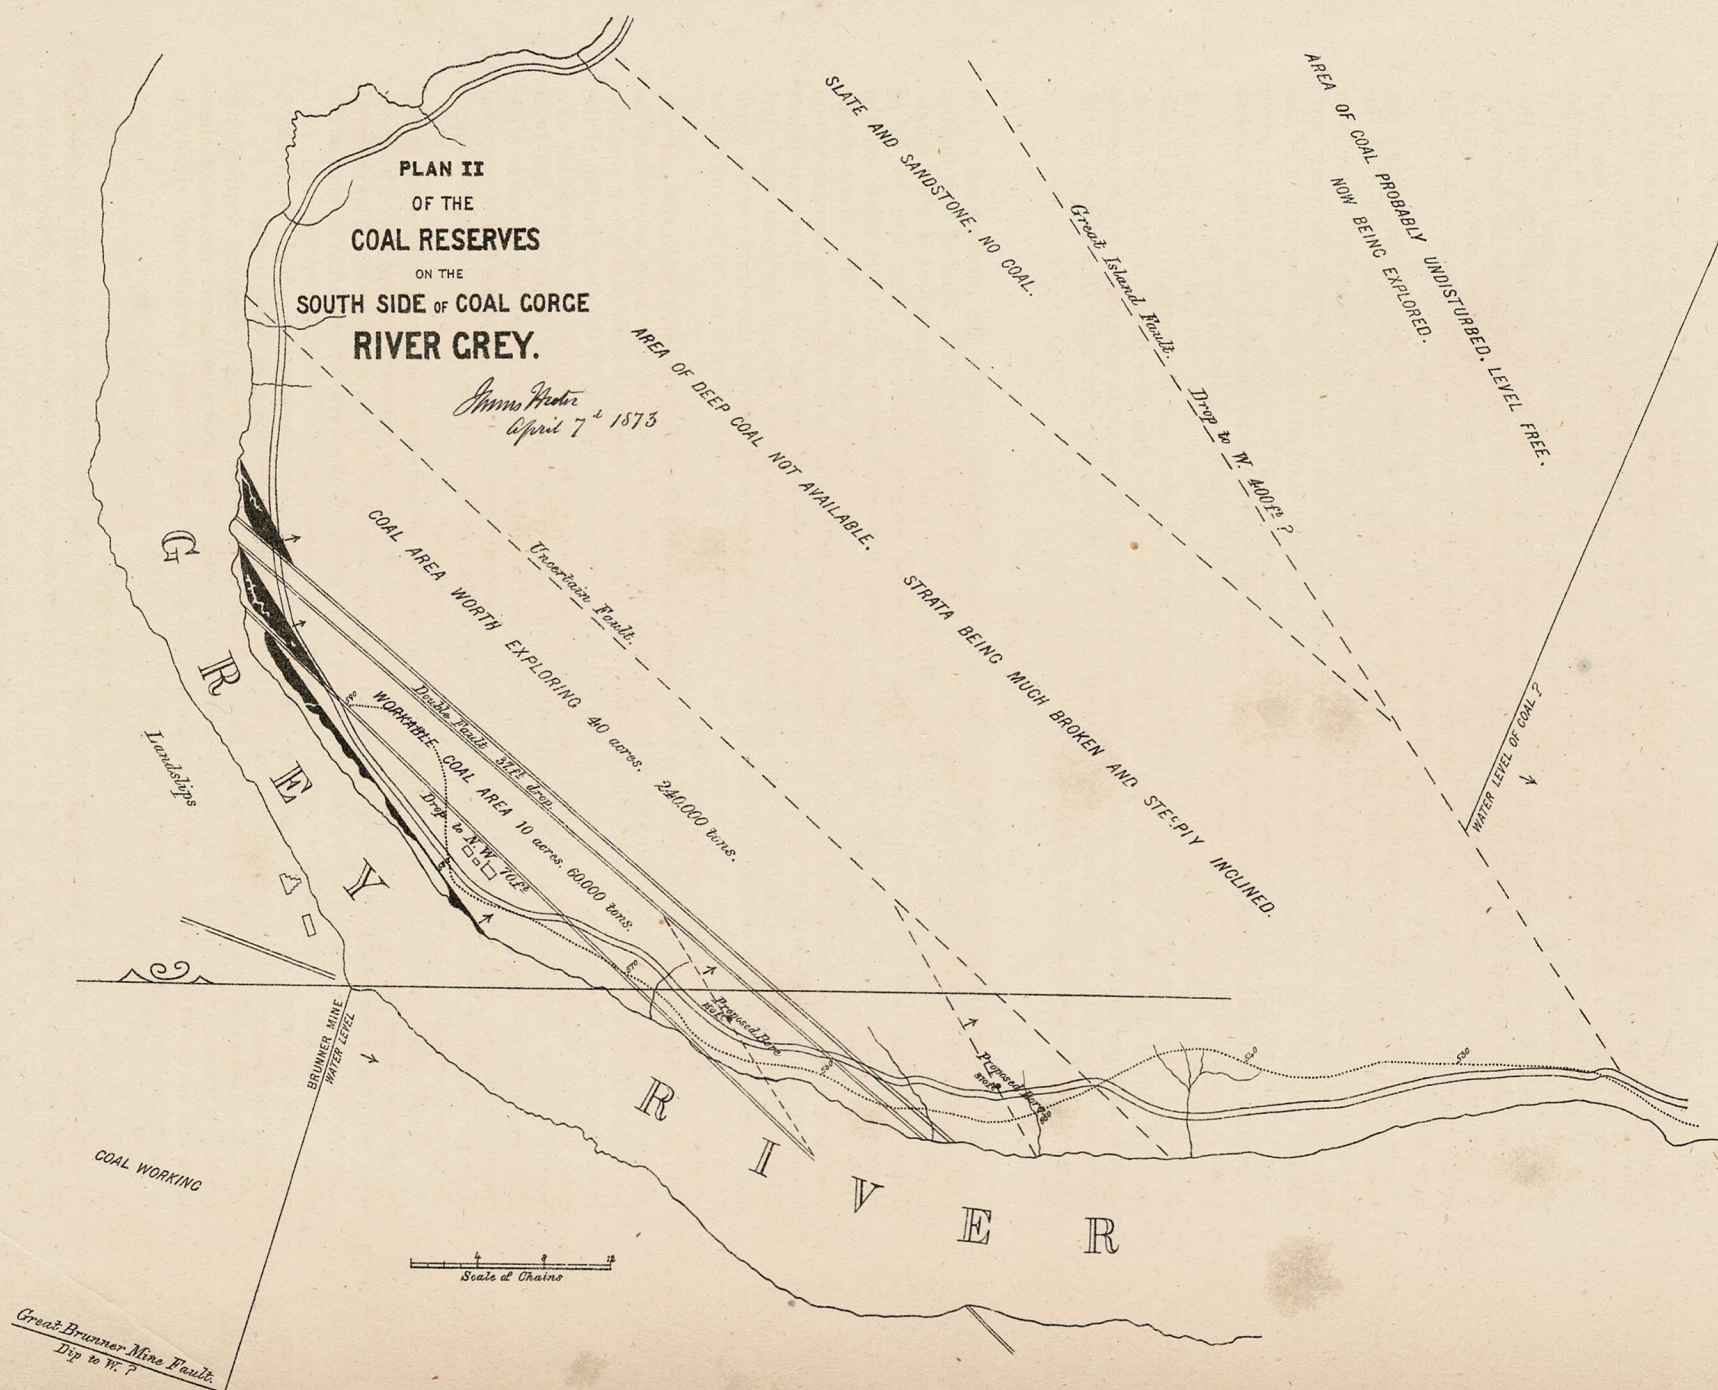 PLAN II
OF THE
COAL RESERVES
ON THE
SOUTH SIDE OF COAL GORGE
RIVER GREY.
April 7th 1873
SLATE AND SANDSTONE. NO COAL.
Great Island Fault. Drop to W. 400ft ?
AREA OF COAL PROBABLY UNDISTURBED. LEVEL FREE.
NOW BEING EXPLORED.
AREA OF DEEP COAL NOT AVAILABLE.
STRATA BEING MUCH BROKEN AND STEEPLY INCLINED.
Uncertain Fault.
COAL AREA WORTH EXPLORING 40 acres. 240.000 tons.
Double Fault 37ft drop.
WORKABLE COAL AREA 10 acres. 60.000 tons.
Drop to N.W. 70ft
WATER LEVEL OF COAL ?
GREY
RIVER
Landslips
Proposed Bore
Proposed
530
BRUNNER MINE
WATER LEVEL
COAL WORKING
4 8 12
Scale of Chains
Great Brunner Mine Fault.
Dip to W. ?